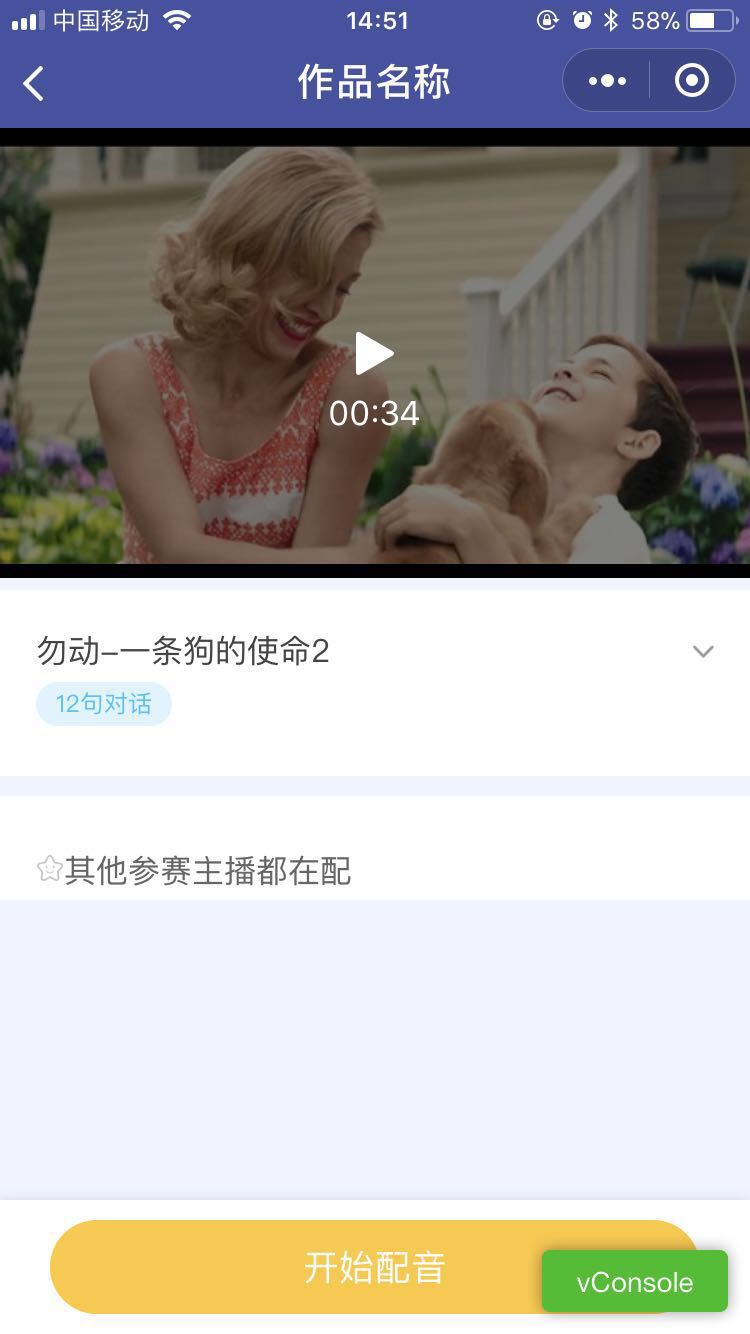 中国移动 14:51 58%
作品名称
00:34
勿动–一条狗的使命2
12句对话
其他参赛主播都在配
开始配音
vConsole